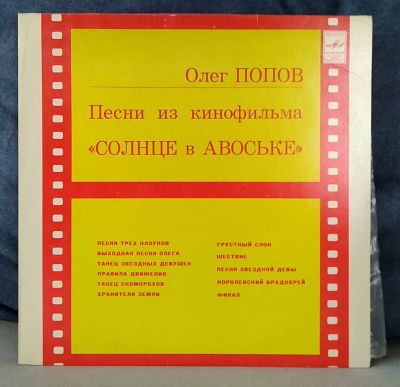 Олег ПОПОВ
Песни из кинофильма
«СОЛНЦЕ в АВОСЬКЕ»
ПЕСНЯ ТРЕХ КЛОУНОВ
ВЫХОДНАЯ ПЕСНЯ ОЛЕГА
ТАНЕЦ ЗВЕЗДНЫХ ДЕВУШЕК
ПРАВИЛА ДВИЖЕНИЯ
ТАНЕЦ СКОМОРОХОВ
ХРАНИТЕЛИ ЗЕМЛИ
ГРУСТНЫЙ СЛОН
ШЕСТВИЕ
ПЕСНЯ ЗВЕЗДНОЙ ДЕВЫ
КОРОЛЕВСКИЙ БРАДОБРЕЙ
ФИНАЛ